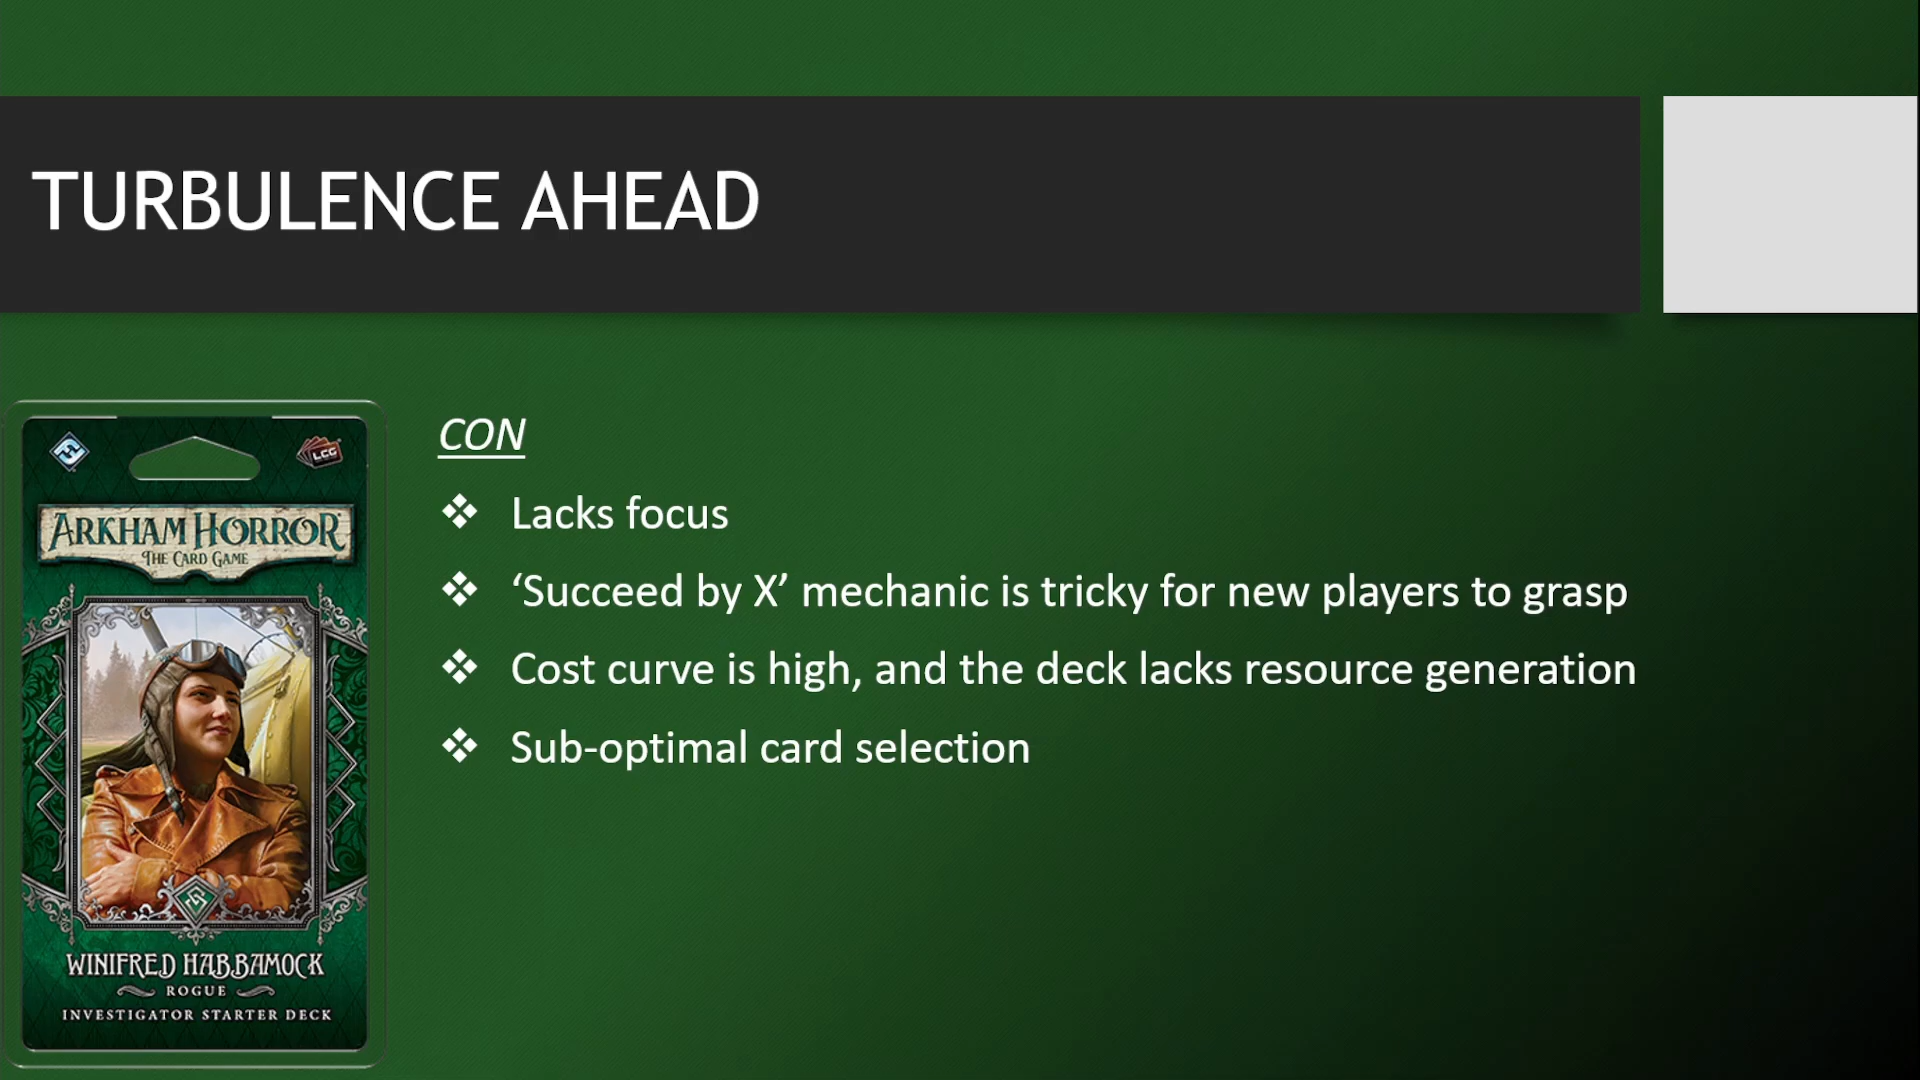 TURBULENCE AHEAD
CON
Lacks focus
‘Succeed by X’ mechanic is tricky for new players to grasp
Cost curve is high, and the deck lacks resource generation
Sub-optimal card selection
LCG
ARKHAM HORROR
THE CARD GAME
WINIFRED HABBAMOCK
ROGUE
INVESTIGATOR STARTER DECK